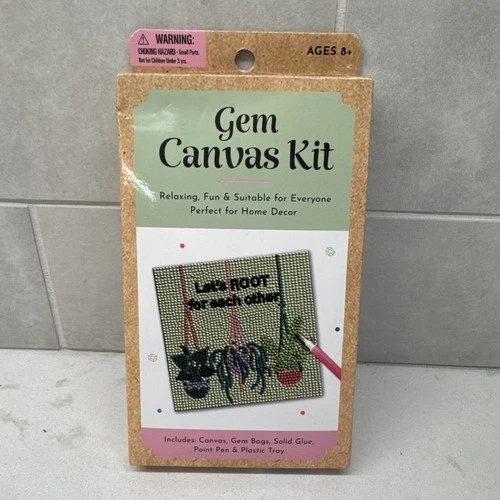 WARNING:
CHOKING HAZARD - Small Parts.
Not for Children Under 3 yrs.
AGES 8+
Gem
Canvas Kit
Relaxing, Fun & Suitable for Everyone
Perfect for Home Decor
Let's ROOT
for each other
Includes: Canvas, Gem Bags, Solid Glue,
Point Pen & Plastic Tray